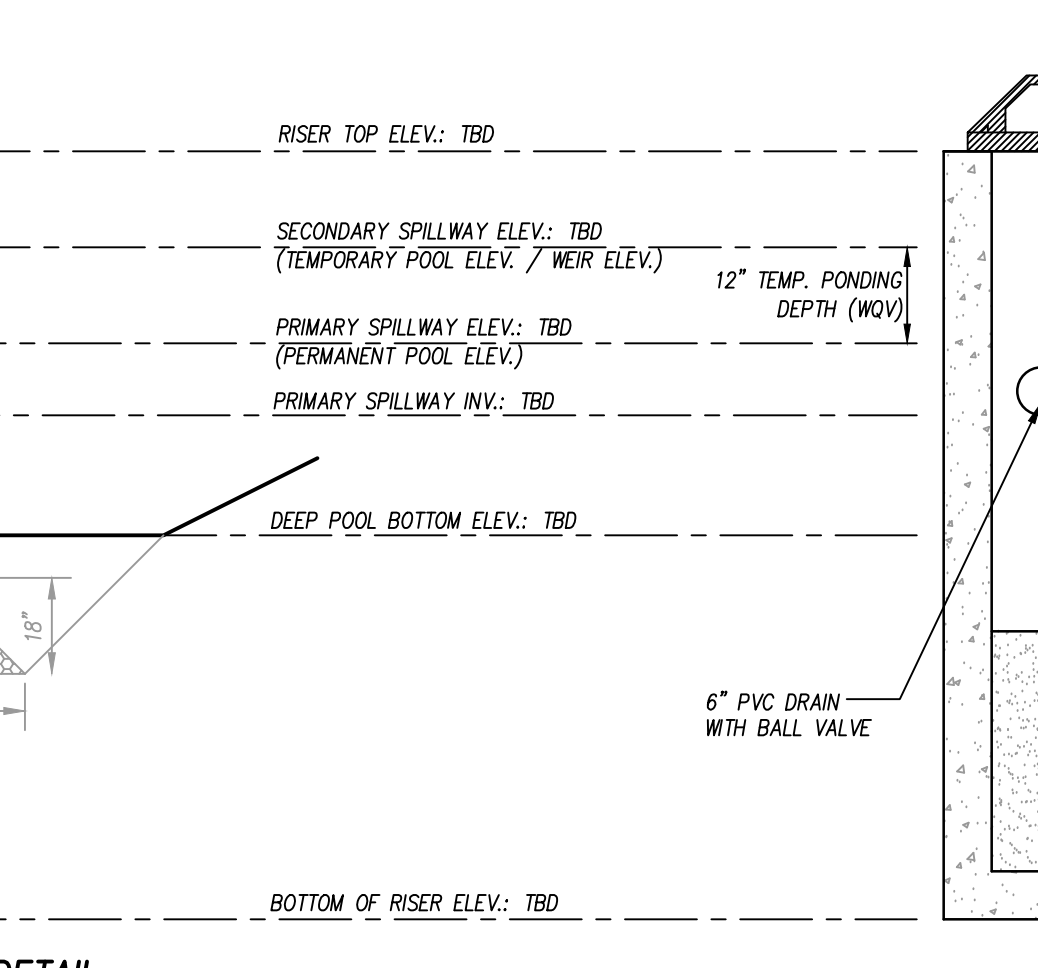 RISER TOP ELEV.: TBD
SECONDARY SPILLWAY ELEV.: TBD
(TEMPORARY POOL ELEV. / WEIR ELEV.)
12" TEMP. PONDING
DEPTH (WQV)
PRIMARY SPILLWAY ELEV.: TBD
(PERMANENT POOL ELEV.)
PRIMARY SPILLWAY INV.: TBD
DEEP POOL BOTTOM ELEV.: TBD
18"
6" PVC DRAIN
WITH BALL VALVE
BOTTOM OF RISER ELEV.: TBD